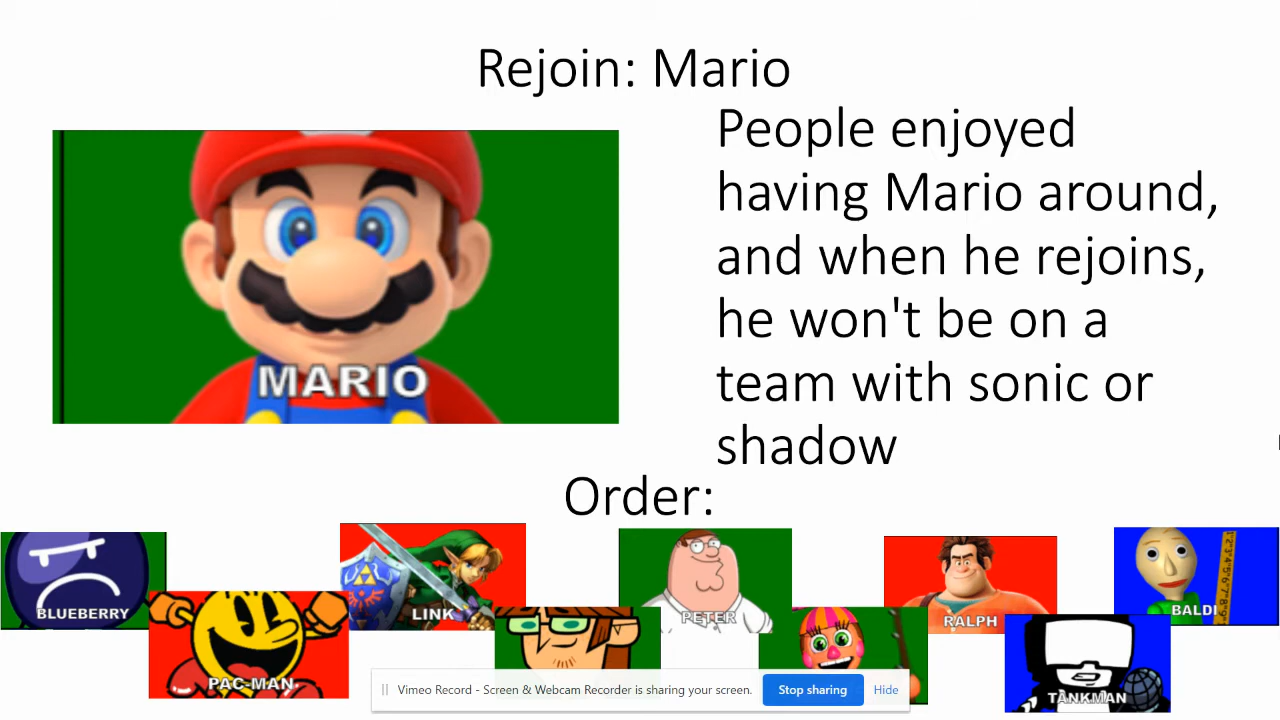 Rejoin: Mario
People enjoyed
having Mario around,
and when he rejoins,
he won't be on a
team with sonic or
shadow
MARIO
Order:
BLUEBERRY
PAC-MAN
LINK
PETER
RALPH
TANKMAN
BALDI
Vimeo Record - Screen & Webcam Recorder is sharing your screen.
Stop sharing
Hide